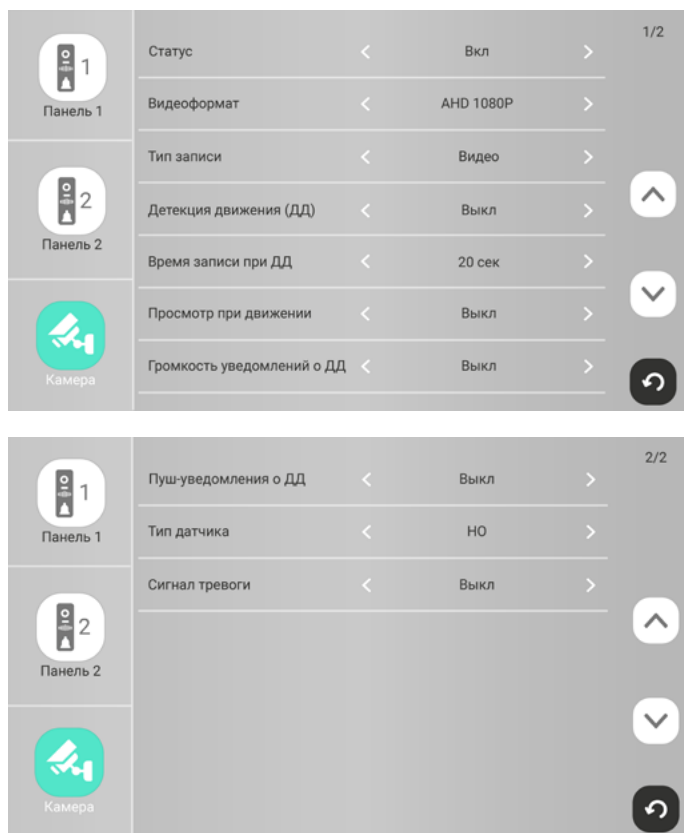 1/2
1
Панель 1
2
Панель 2
Камера
Статус Вкл
Видеоформат AHD 1080P
Тип записи Видео
Детекция движения (ДД) Выкл
Время записи при ДД 20 сек
Просмотр при движении Выкл
Громкость уведомлений о ДД Выкл
2/2
1
Панель 1
2
Панель 2
Камера
Пуш-уведомления о ДД Выкл
Тип датчика НО
Сигнал тревоги Выкл